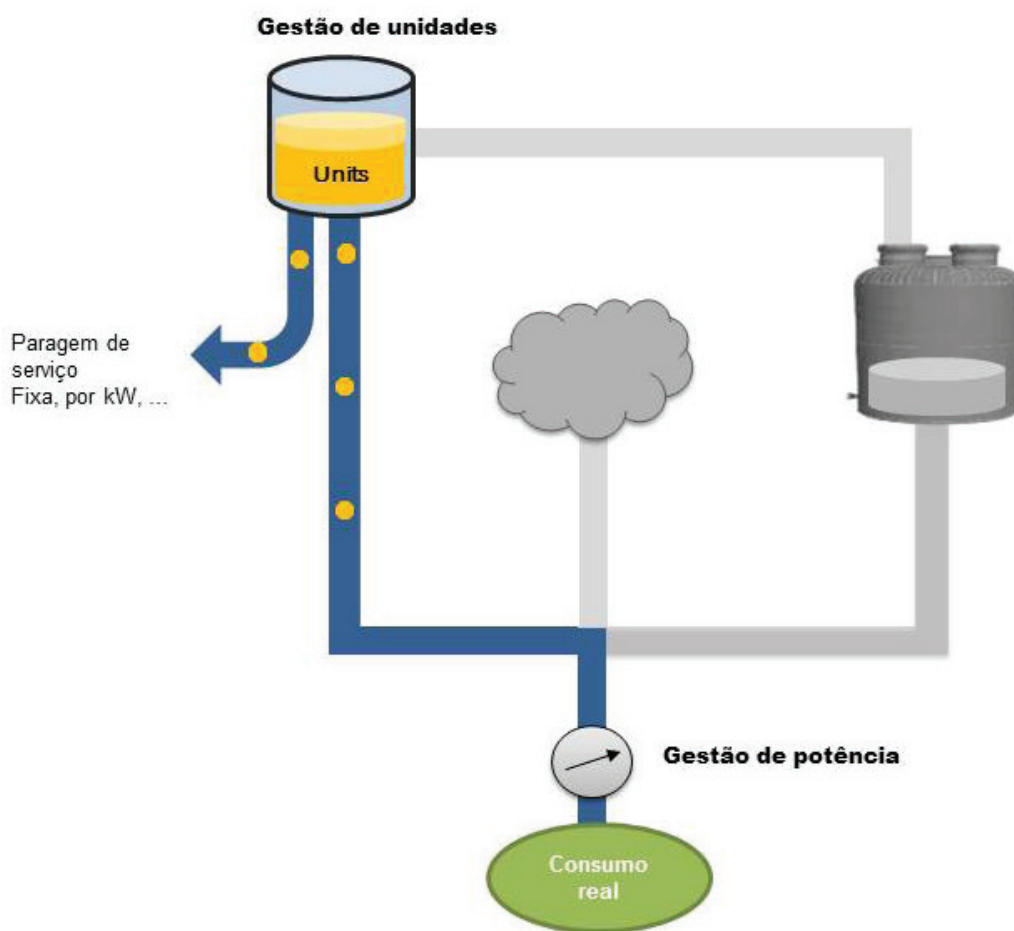 Gestão de unidades
Units
Paragem de
serviço
Fixa, por kW, ...
Gestão de potência
Consumo
real